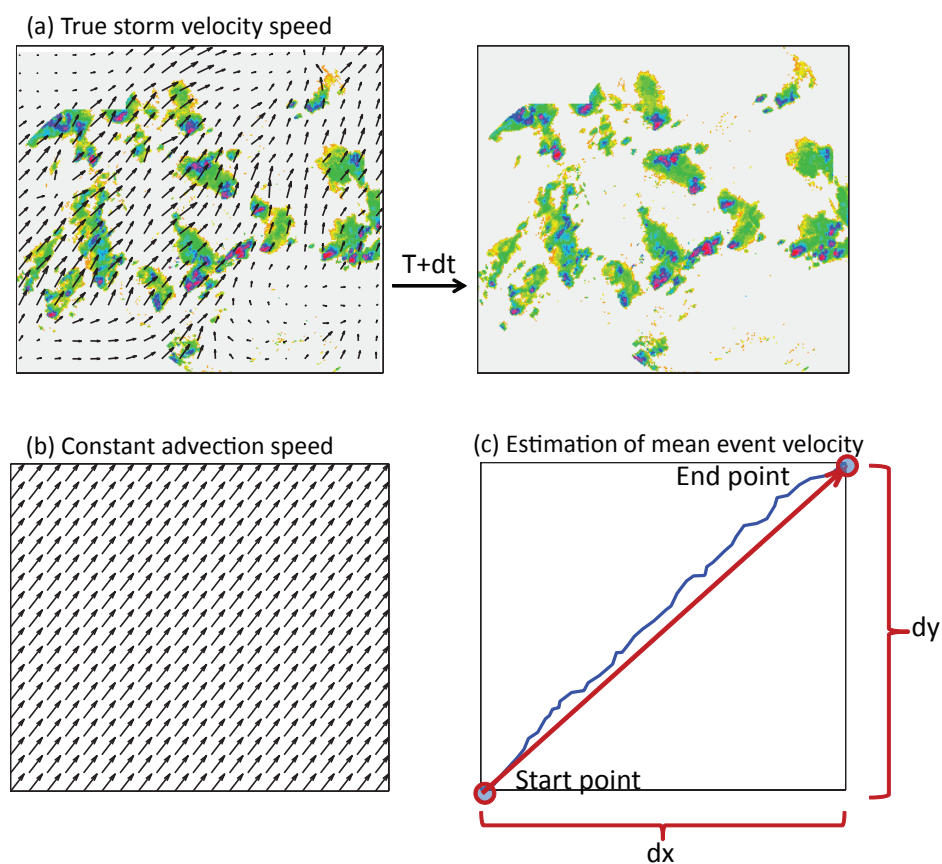 (a) True storm velocity speed
T+dt
(b) Constant advection speed
(c) Estimation of mean event velocity
End point
dy
Start point
dx